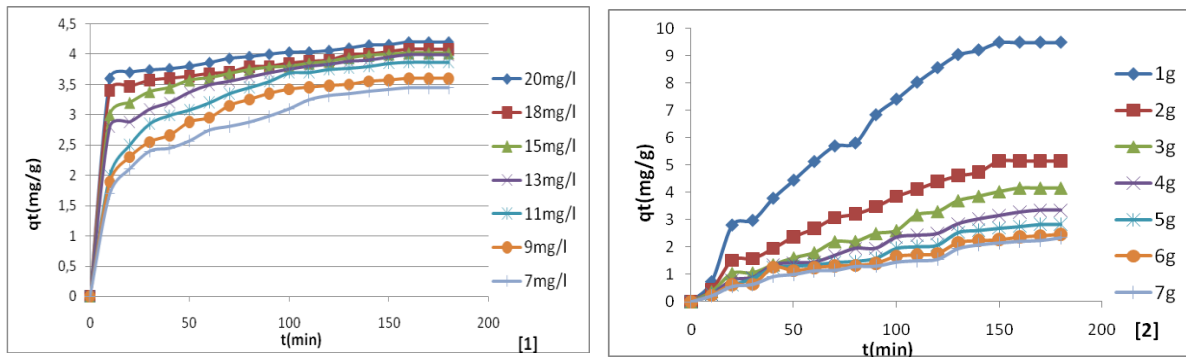 4,5
4
3,5
3
2,5
2
1,5
1
0,5
0
qt(mg/g)
0
50
100
150
200
t(min)
20mg/l
18mg/l
15mg/l
13mg/l
11mg/l
9mg/l
7mg/l
[1]
10
9
8
7
6
5
4
3
2
1
0
qt(mg/g)
0
50
100
150
200
t(min)
1g
2g
3g
4g
5g
6g
7g
[2]